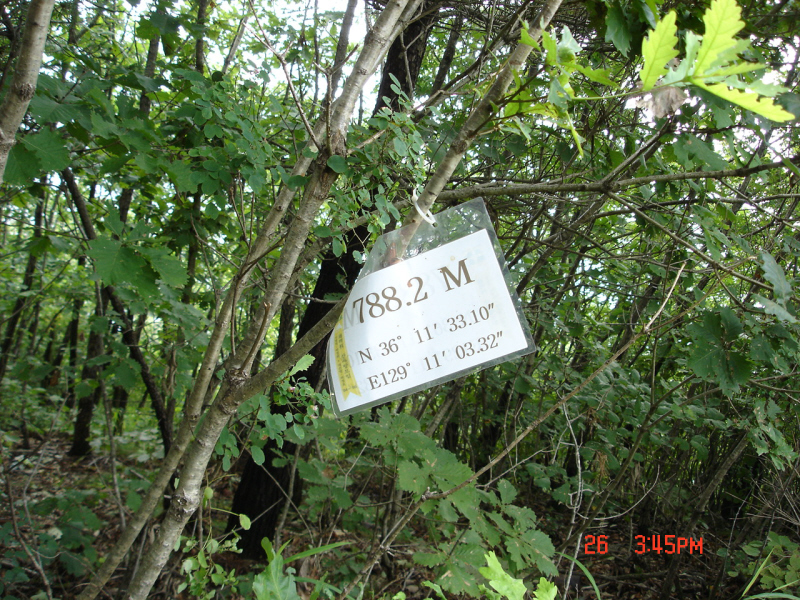 788.2 M
N 36° 11′ 33.10″
E129° 11′ 03.32″
26 3:45PM